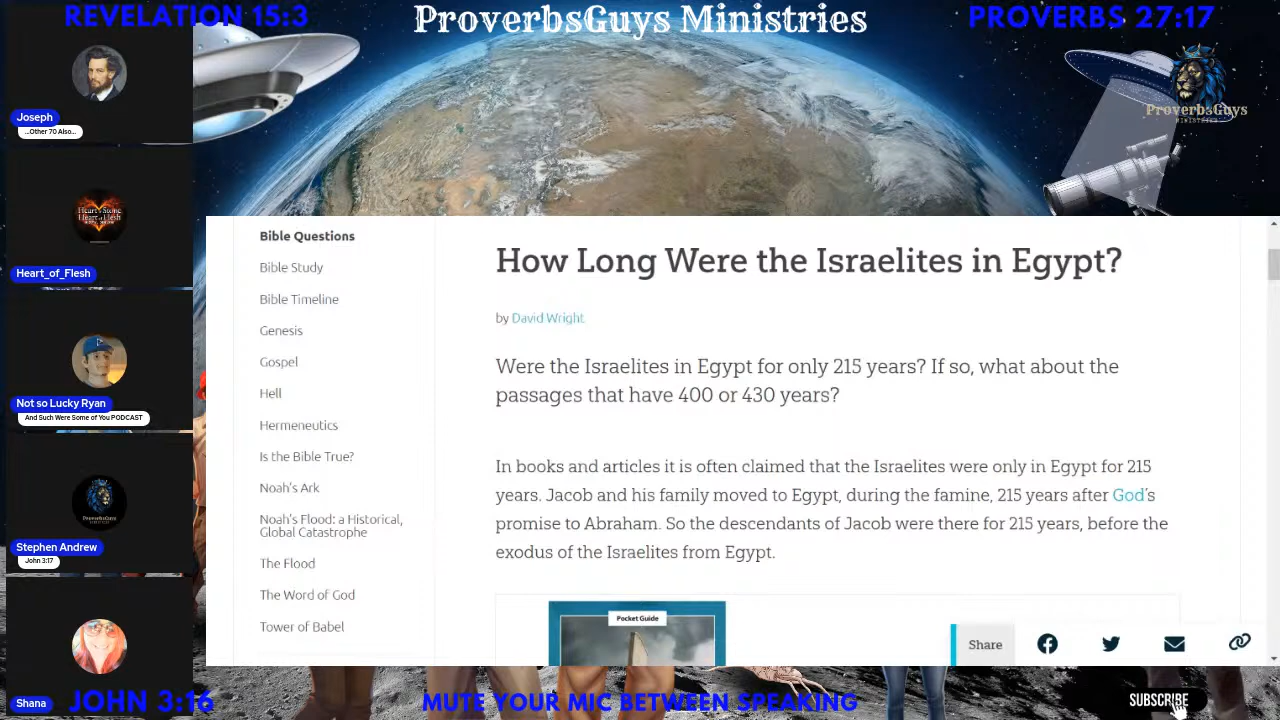 REVELATION 15:3
ProverbsGuys Ministries
PROVERBS 27:17
ProverbsGuys
MINISTRIES
Joseph
...Other 70 Also...
Heart_of_Flesh
Not so Lucky Ryan
And Such Were Some of You PODCAST
Stephen Andrew
John 3:17
Shana
Bible Questions
Bible Study
Bible Timeline
Genesis
Gospel
Hell
Hermeneutics
Is the Bible True?
Noah's Ark
Noah's Flood: a Historical,
Global Catastrophe
The Flood
The Word of God
Tower of Babel
How Long Were the Israelites in Egypt?
by David Wright
Were the Israelites in Egypt for only 215 years? If so, what about the
passages that have 400 or 430 years?
In books and articles it is often claimed that the Israelites were only in Egypt for 215
years. Jacob and his family moved to Egypt, during the famine, 215 years after God's
promise to Abraham. So the descendants of Jacob were there for 215 years, before the
exodus of the Israelites from Egypt.
Pocket Guide
Share
JOHN 3:16
MUTE YOUR MIC BETWEEN SPEAKING
SUBSCRIBE